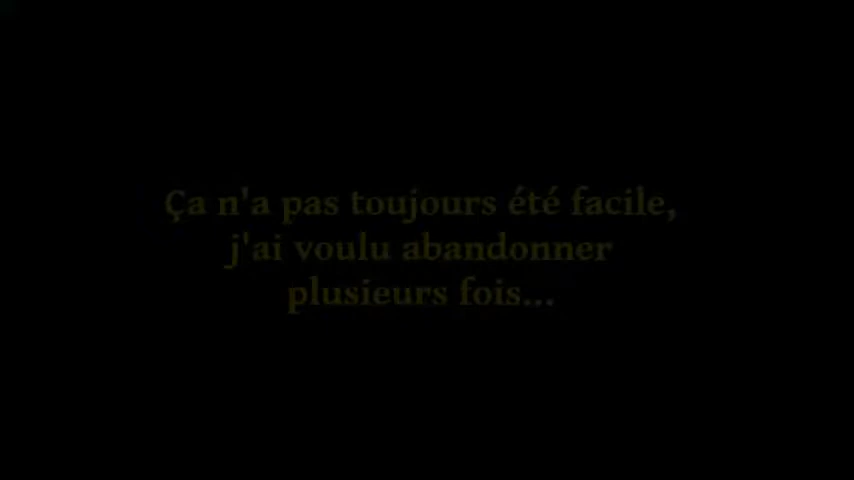 Ça n'a pas toujours été facile,
j'ai voulu abandonner
plusieurs fois...